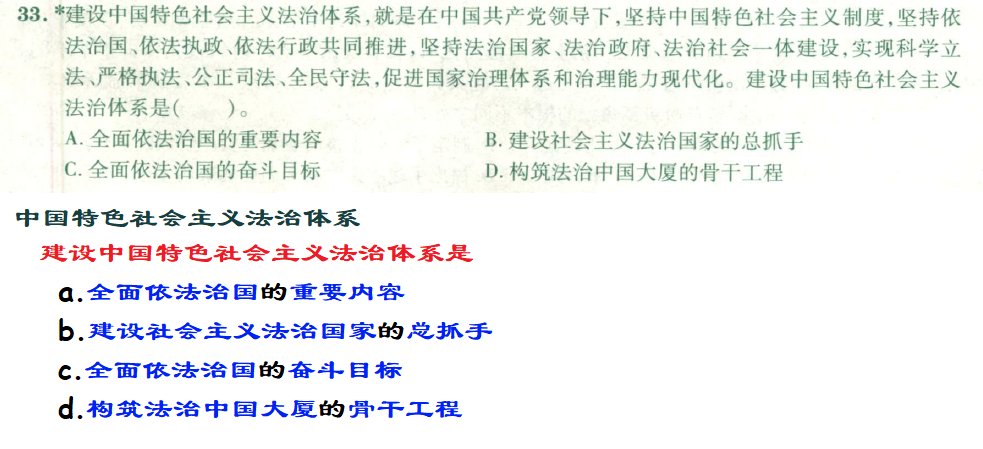 33. *建设中国特色社会主义法治体系,就是在中国共产党领导下,坚持中国特色社会主义制度,坚持依
法治国、依法执政、依法行政共同推进,坚持法治国家、法治政府、法治社会一体建设,实现科学立
法、严格执法、公正司法、全民守法,促进国家治理体系和治理能力现代化。建设中国特色社会主义
法治体系是(　　)。
A. 全面依法治国的重要内容　　B. 建设社会主义法治国家的总抓手
C. 全面依法治国的奋斗目标　　D. 构筑法治中国大厦的骨干工程
中国特色社会主义法治体系
建设中国特色社会主义法治体系是
a.全面依法治国的重要内容
b.建设社会主义法治国家的总抓手
c.全面依法治国的奋斗目标
d.构筑法治中国大厦的骨干工程